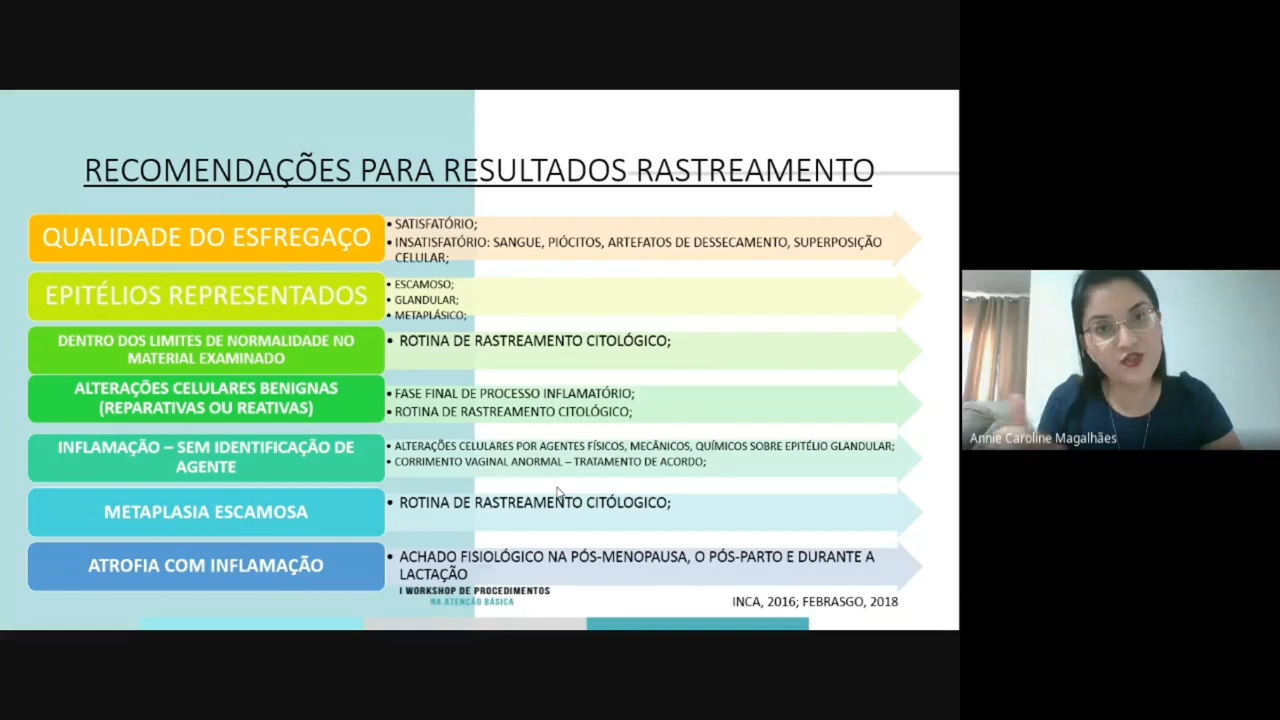 RECOMENDAÇÕES PARA RESULTADOS RASTREAMENTO
QUALIDADE DO ESFREGAÇO
• SATISFATÓRIO;
• INSATISFATÓRIO: SANGUE, PIÓCITOS, ARTEFATOS DE DESSECAMENTO, SUPERPOSIÇÃO
CELULAR;
EPITÉLIOS REPRESENTADOS
• ESCAMOSO;
• GLANDULAR;
• METAPLÁSICO;
DENTRO DOS LIMITES DE NORMALIDADE NO
MATERIAL EXAMINADO
• ROTINA DE RASTREAMENTO CITOLÓGICO;
ALTERAÇÕES CELULARES BENIGNAS
(REPARATIVAS OU REATIVAS)
• FASE FINAL DE PROCESSO INFLAMATÓRIO;
• ROTINA DE RASTREAMENTO CITOLÓGICO;
INFLAMAÇÃO – SEM IDENTIFICAÇÃO DE
AGENTE
• ALTERAÇÕES CELULARES POR AGENTES FÍSICOS, MECÂNICOS, QUÍMICOS SOBRE EPITÉLIO GLANDULAR;
• CORRIMENTO VAGINAL ANORMAL – TRATAMENTO DE ACORDO;
METAPLASIA ESCAMOSA
• ROTINA DE RASTREAMENTO CITÓLOGICO;
ATROFIA COM INFLAMAÇÃO
• ACHADO FISIOLÓGICO NA PÓS-MENOPAUSA, O PÓS-PARTO E DURANTE A
LACTAÇÃO
I WORKSHOP DE PROCEDIMENTOS
NA ATENÇÃO BÁSICA
INCA, 2016; FEBRASGO, 2018
Annie Caroline Magalhães